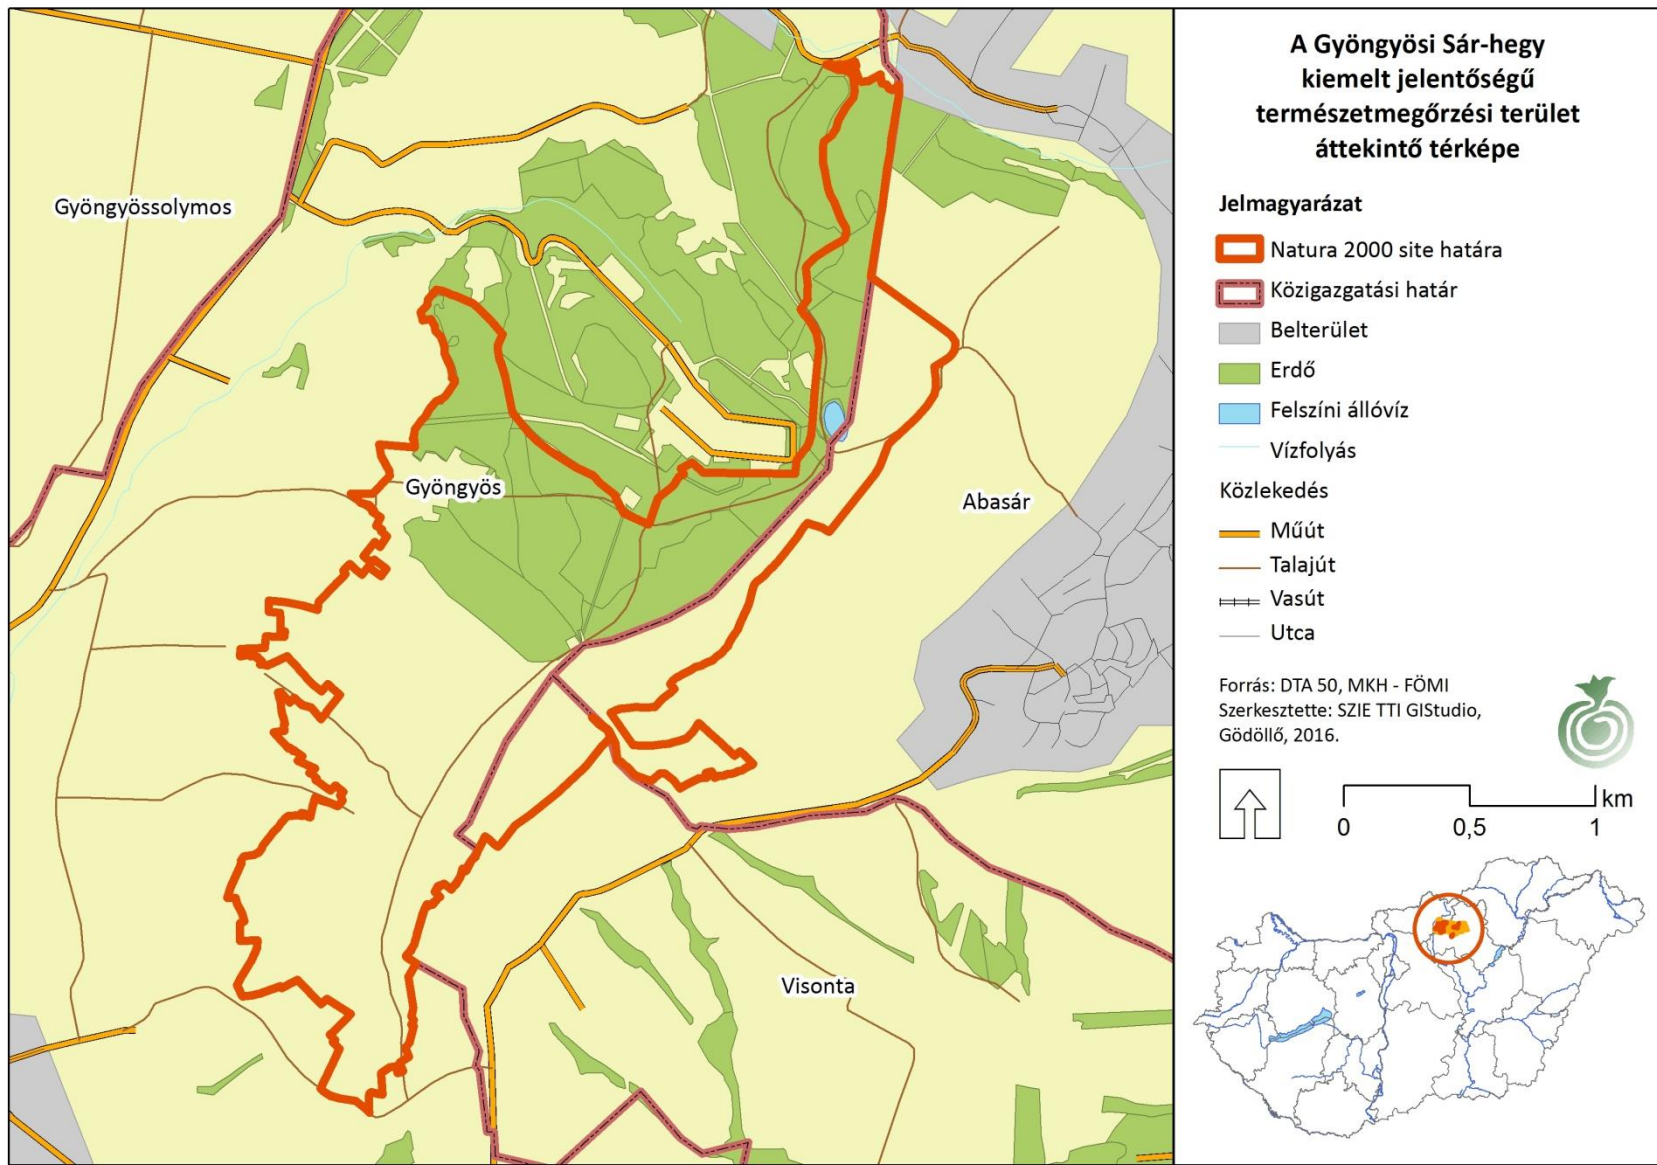 A Gyöngyösi Sár-hegy
kiemelt jelentőségű
természetmegőrzési terület
áttekintő térképe
Jelmagyarázat
Natura 2000 site határa
Közigazgatási határ
Belterület
Erdő
Felszíni állóvíz
Vízfolyás
Közlekedés
Műút
Talajút
Vasút
Utca
Forrás: DTA 50, MKH - FÖMI
Szerkesztette: SZIE TTI GIStudio,
Gödöllő, 2016.
km
0 0,5 1
Gyöngyössolymos
Gyöngyös
Abasár
Visonta